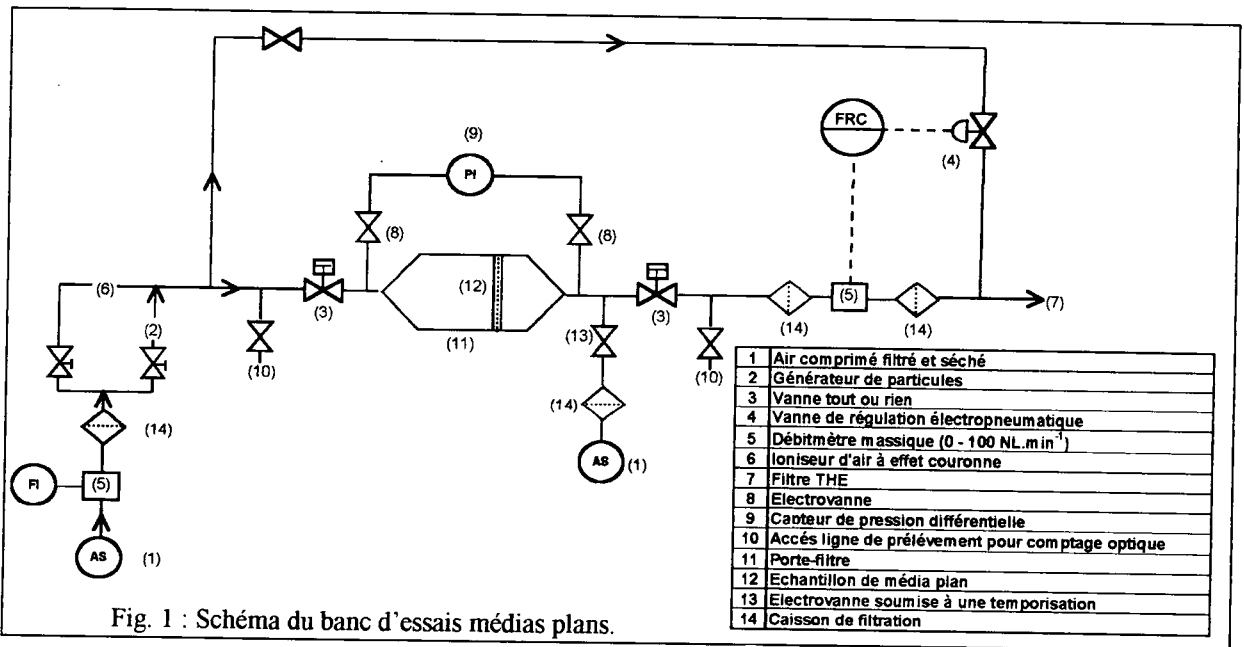 FRC
(4)
(9)
PI
(8)
(8)
(6)
(12)
(2)
(3)
(11)
(13)
(3)
(14)
(5)
(14)
(7)
(10)
(10)
(14)
(14)
FI
(5)
AS
(1)
AS
(1)
1 Air comprimé filtré et séché
2 Générateur de particules
3 Vanne tout ou rien
4 Vanne de régulation électropneumatique
5 Débitmètre massique (0 - 100 NL.min⁻¹)
6 Ioniseur d'air à effet couronne
7 Filtre THE
8 Electrovanne
9 Capteur de pression différentielle
10 Accés ligne de prélévement pour comptage optique
11 Porte-filtre
12 Echantillon de média plan
13 Electrovanne soumise à une temporisation
14 Caisson de filtration
Fig. 1 : Schéma du banc d'essais médias plans.